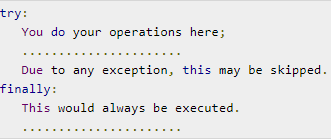 try:
   You do your operations here;
   ......................
   Due to any exception, this may be skipped.
finally:
   This would always be executed.
   ......................